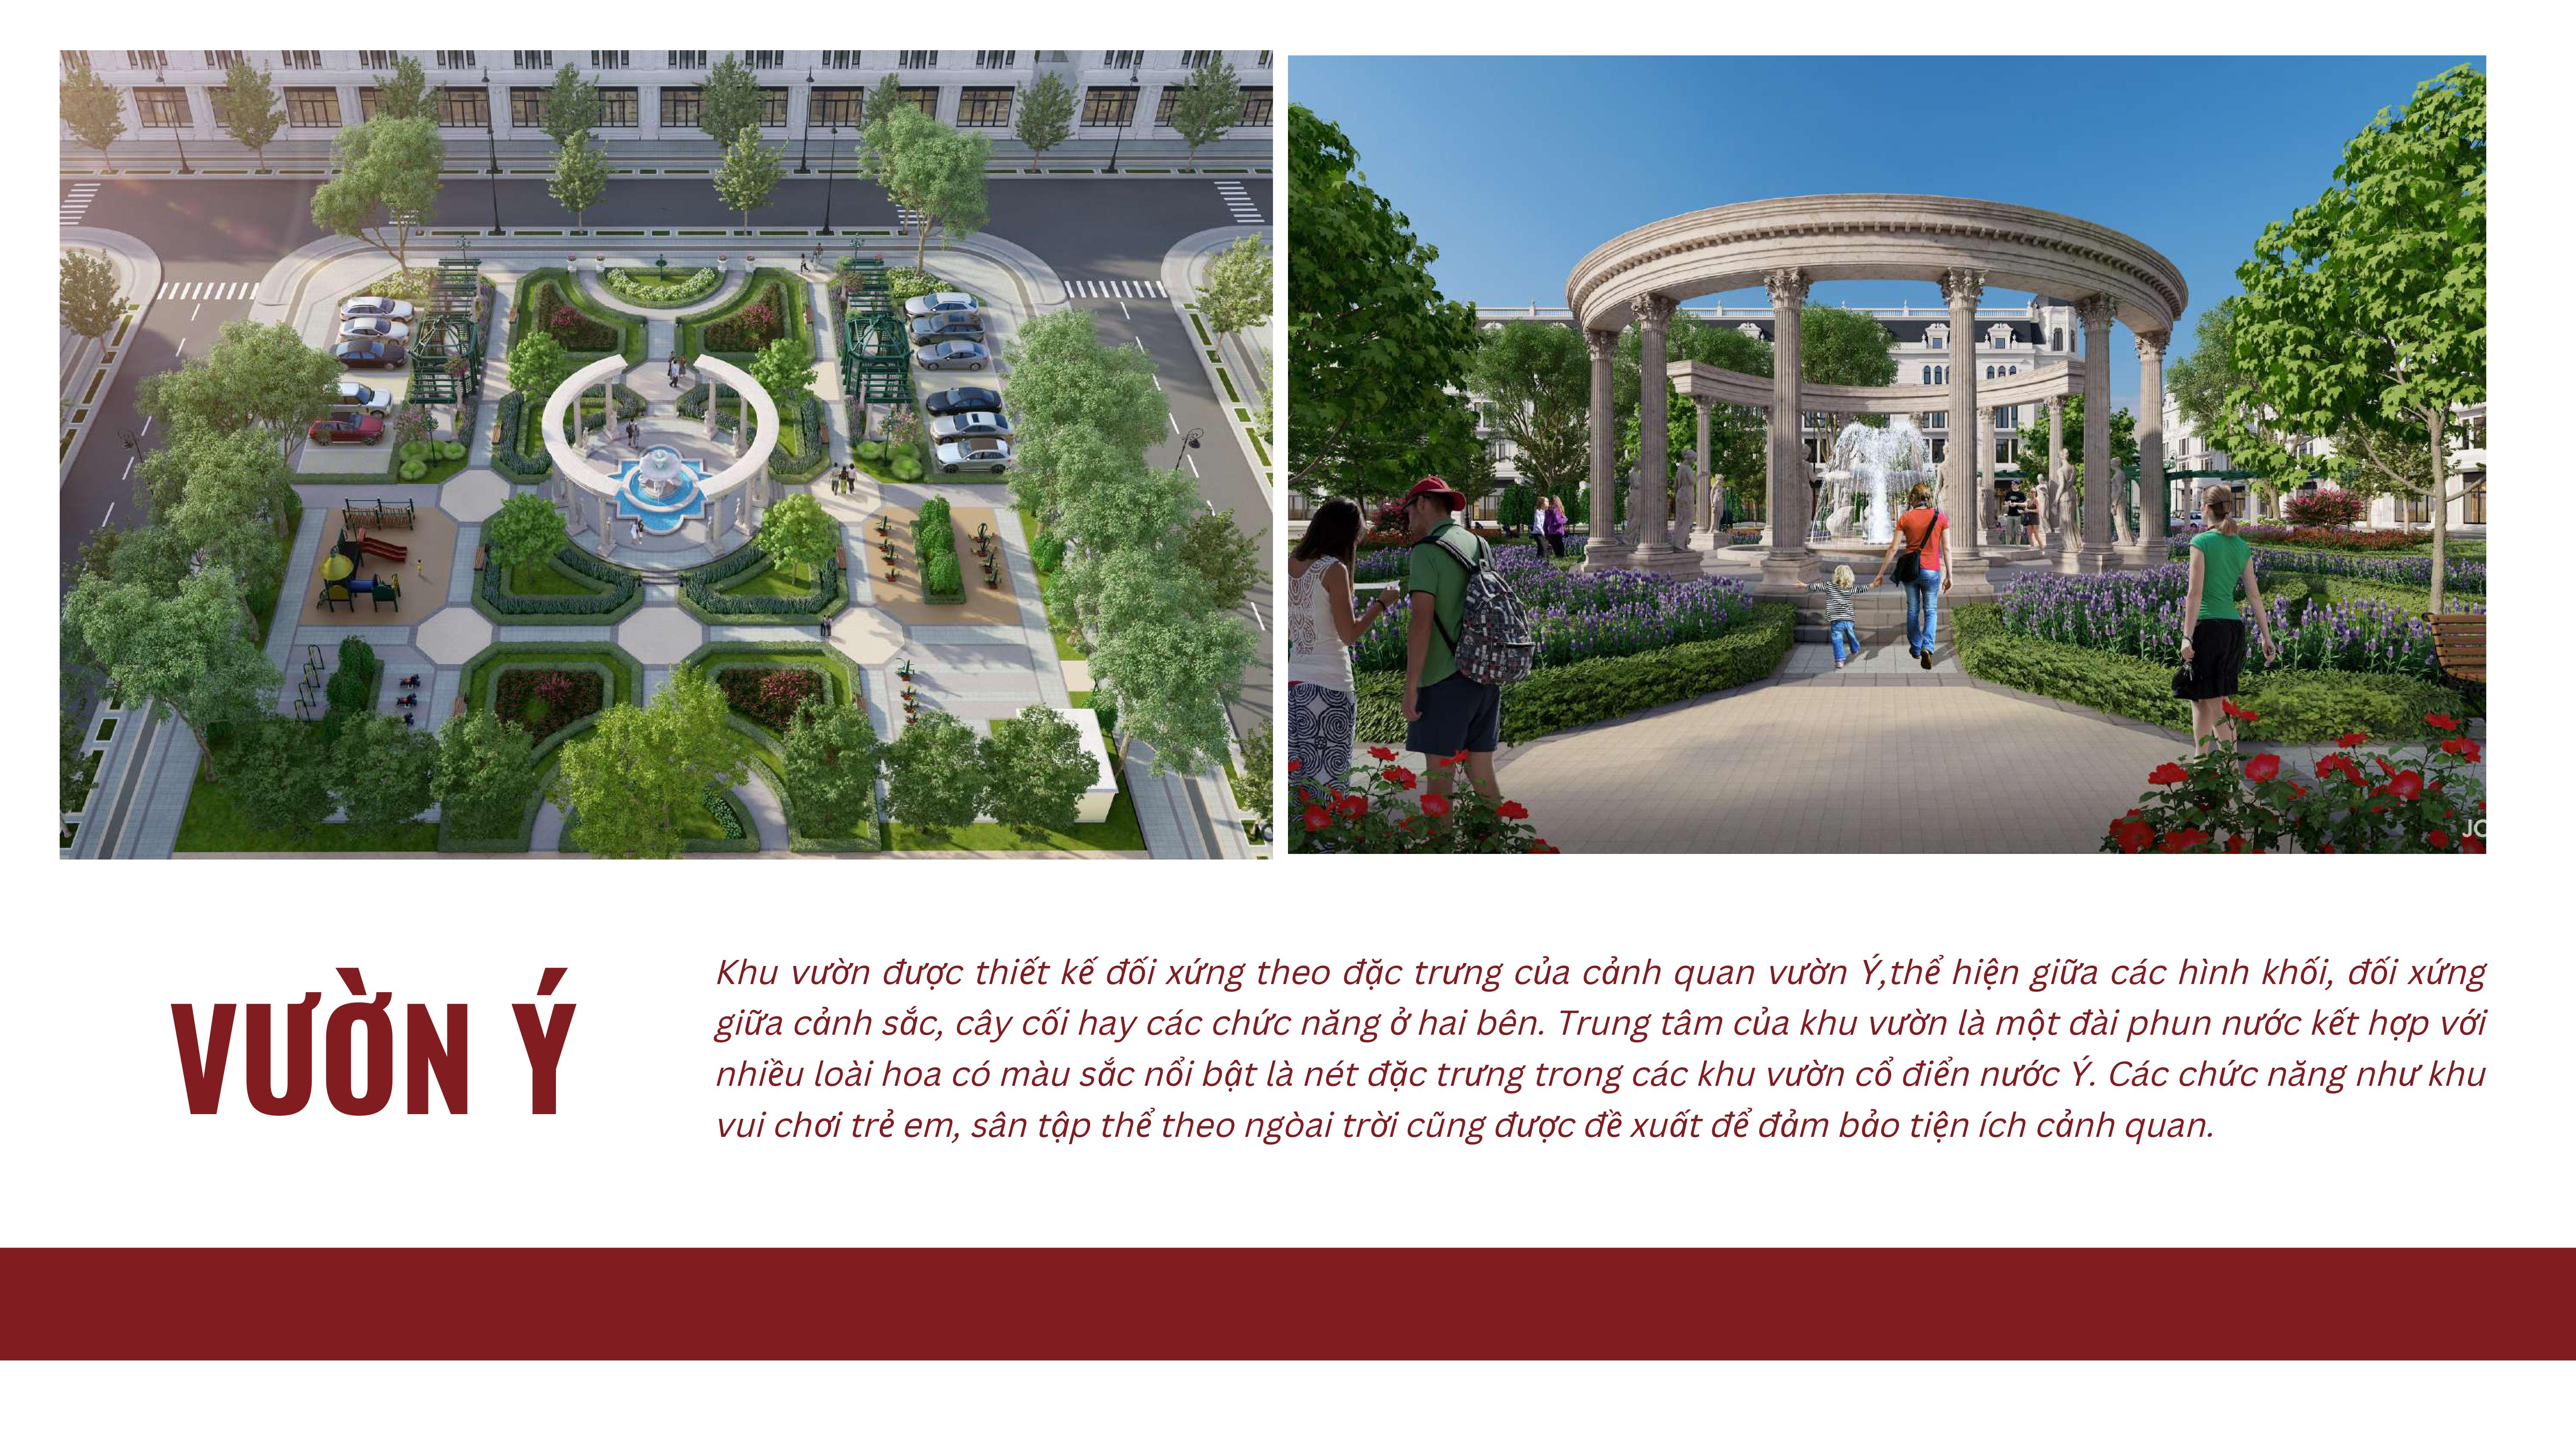 JC
VƯỜN Ý
Khu vườn được thiết kế đối xứng theo đặc trưng của cảnh quan vườn Ý,thể hiện giữa các hình khối, đối xứng
giữa cảnh sắc, cây cối hay các chức năng ở hai bên. Trung tâm của khu vườn là một đài phun nước kết hợp với
nhiều loài hoa có màu sắc nổi bật là nét đặc trưng trong các khu vườn cổ điển nước Ý. Các chức năng như khu
vui chơi trẻ em, sân tập thể theo ngòai trời cũng được đề xuất để đảm bảo tiện ích cảnh quan.